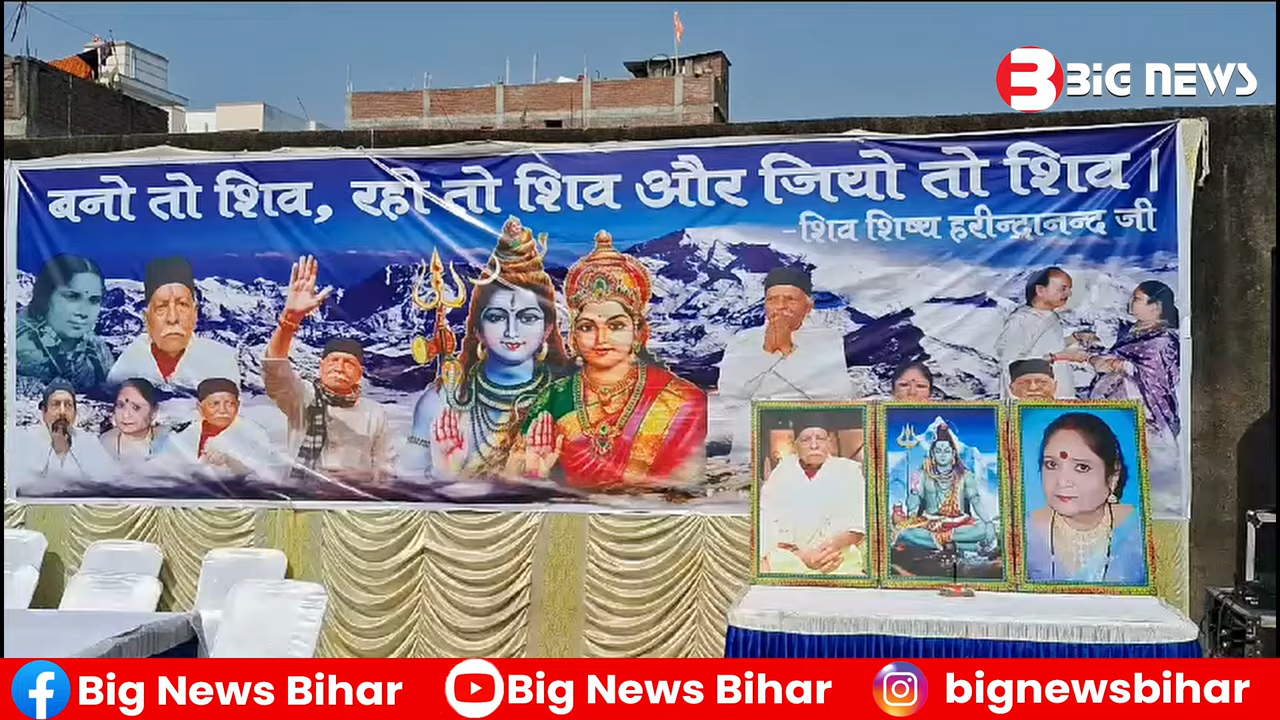 BIG NEWS
बनो तो शिव, रहो तो शिव और जियो तो शिव |
-शिव शिष्य हरीन्द्रानन्द जी
Big News Bihar
Big News Bihar
bignewsbihar